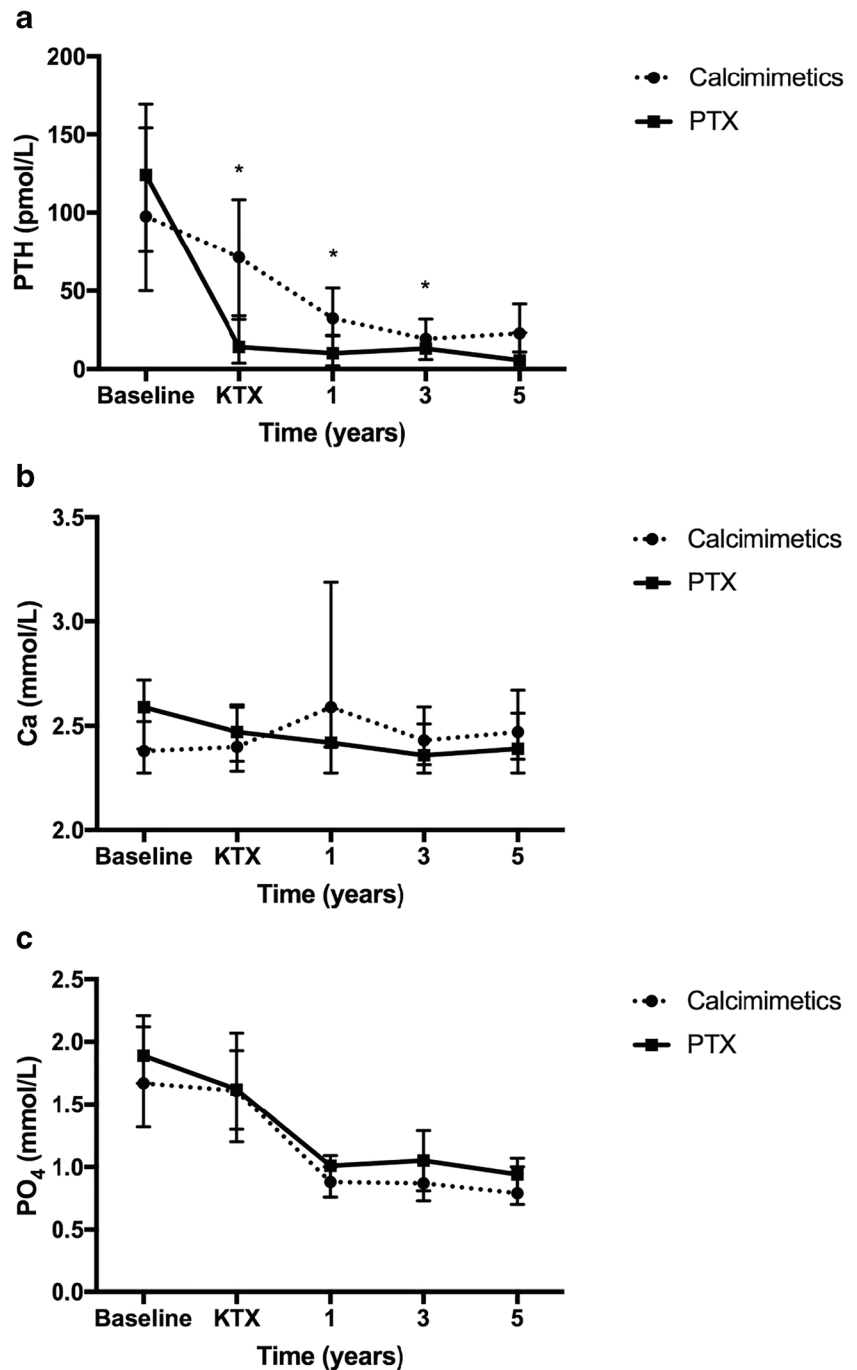 a
200
150
100
50
0
PTH (pmol/L)
* * *
Baseline KTX 1 3 5
Time (years)
Calcimimetics
PTX
b
3.5
3.0
2.5
2.0
Ca (mmol/L)
Baseline KTX 1 3 5
Time (years)
Calcimimetics
PTX
c
2.5
2.0
1.5
1.0
0.5
0.0
PO4 (mmol/L)
Baseline KTX 1 3 5
Time (years)
Calcimimetics
PTX